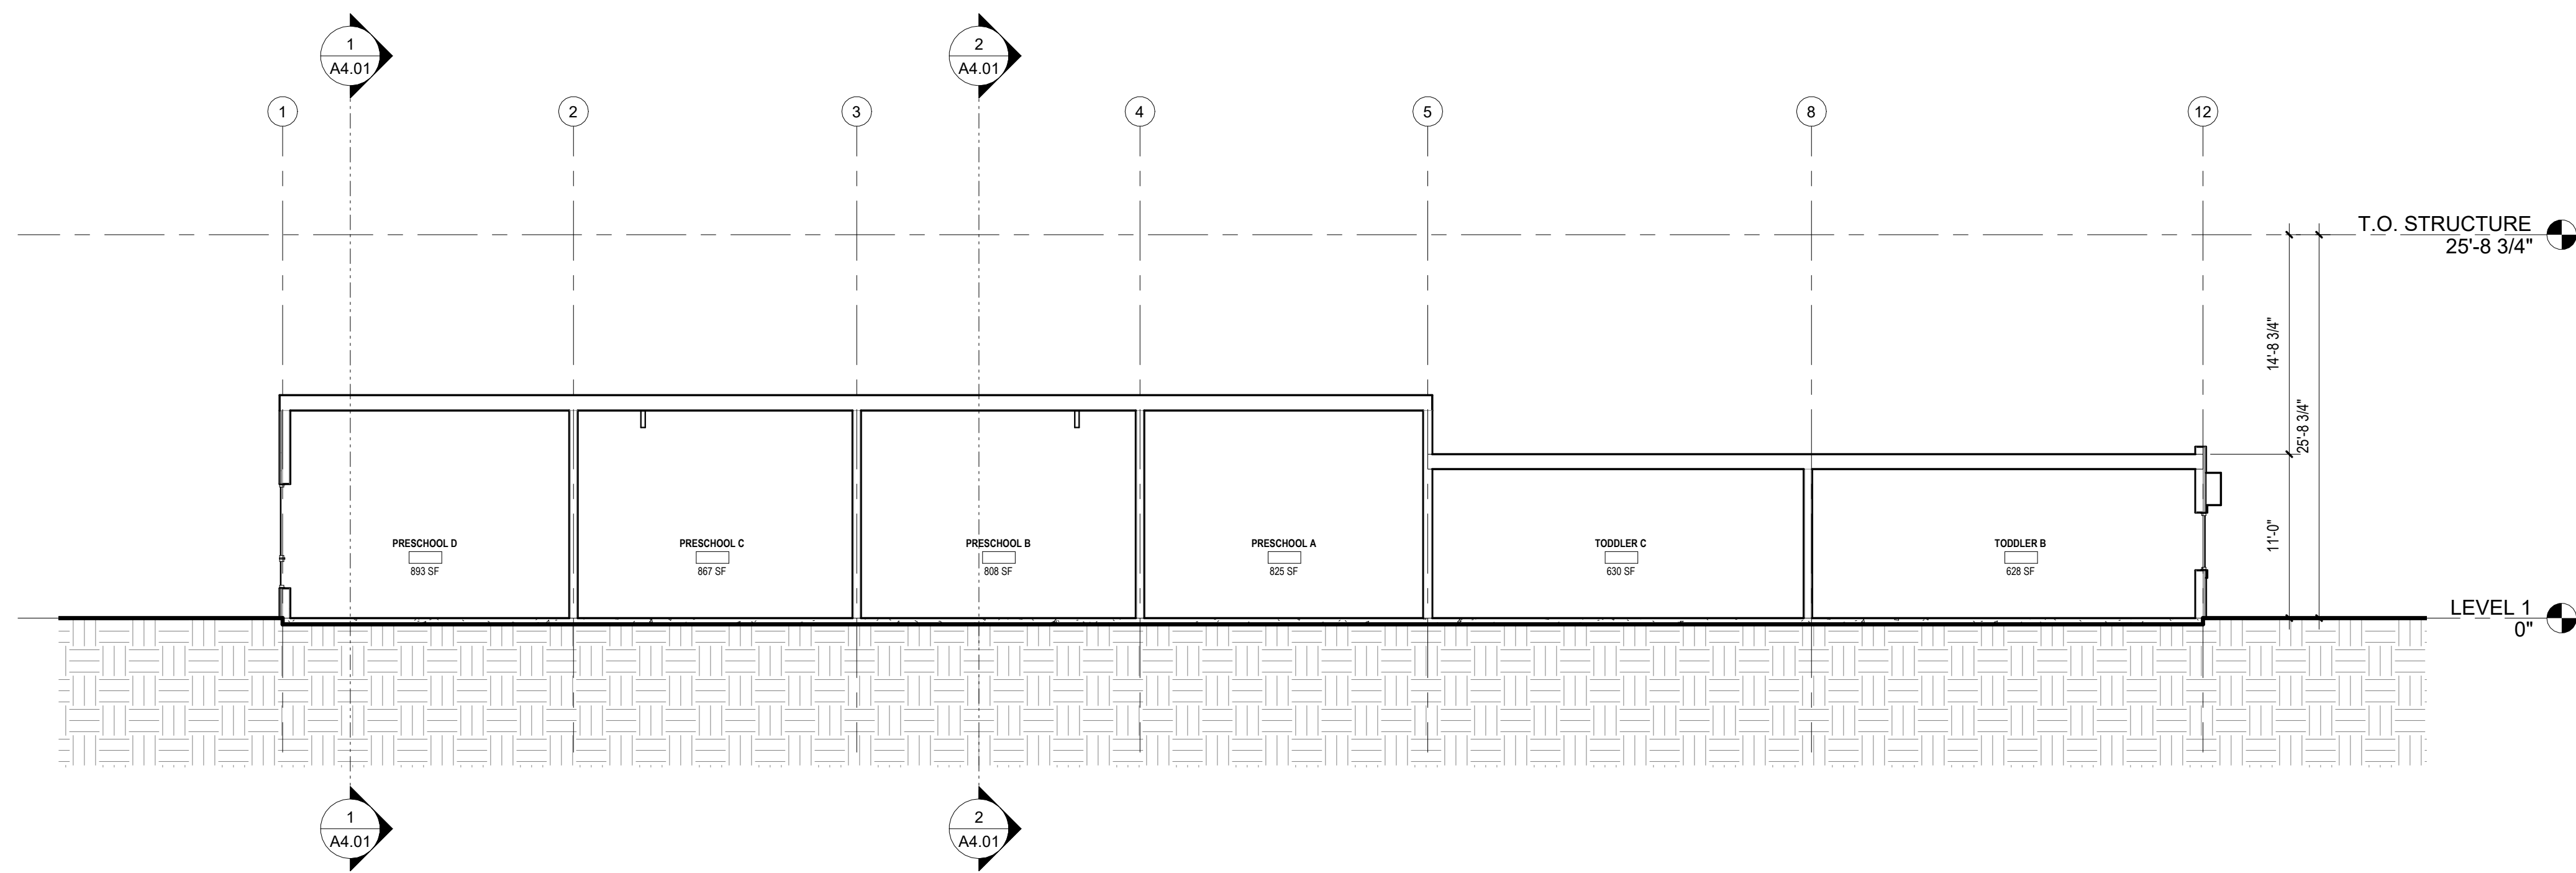 1
A4.01
2
A4.01
1
2
3
4
5
8
12
T.O. STRUCTURE
25'-8 3/4"
14'-8 3/4"
25'-8 3/4"
11'-0"
PRESCHOOL D
893 SF
PRESCHOOL C
867 SF
PRESCHOOL B
808 SF
PRESCHOOL A
825 SF
TODDLER C
630 SF
TODDLER B
628 SF
LEVEL 1
0"
1
A4.01
2
A4.01